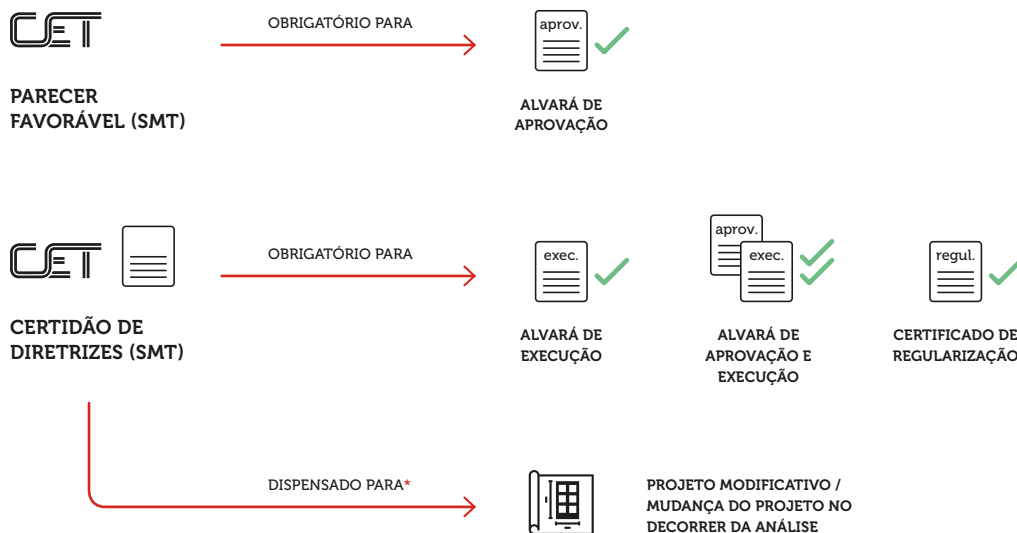 CET
OBRIGATÓRIO PARA
aprov.
PARECER
FAVORÁVEL (SMT)
ALVARÁ DE
APROVAÇÃO
CET
OBRIGATÓRIO PARA
exec.
aprov.
exec.
regul.
CERTIDÃO DE
DIRETRIZES (SMT)
ALVARÁ DE
EXECUÇÃO
ALVARÁ DE
APROVAÇÃO E
EXECUÇÃO
CERTIFICADO DE
REGULARIZAÇÃO
DISPENSADO PARA*
PROJETO MODIFICATIVO /
MUDANÇA DO PROJETO NO
DECORRER DA ANÁLISE